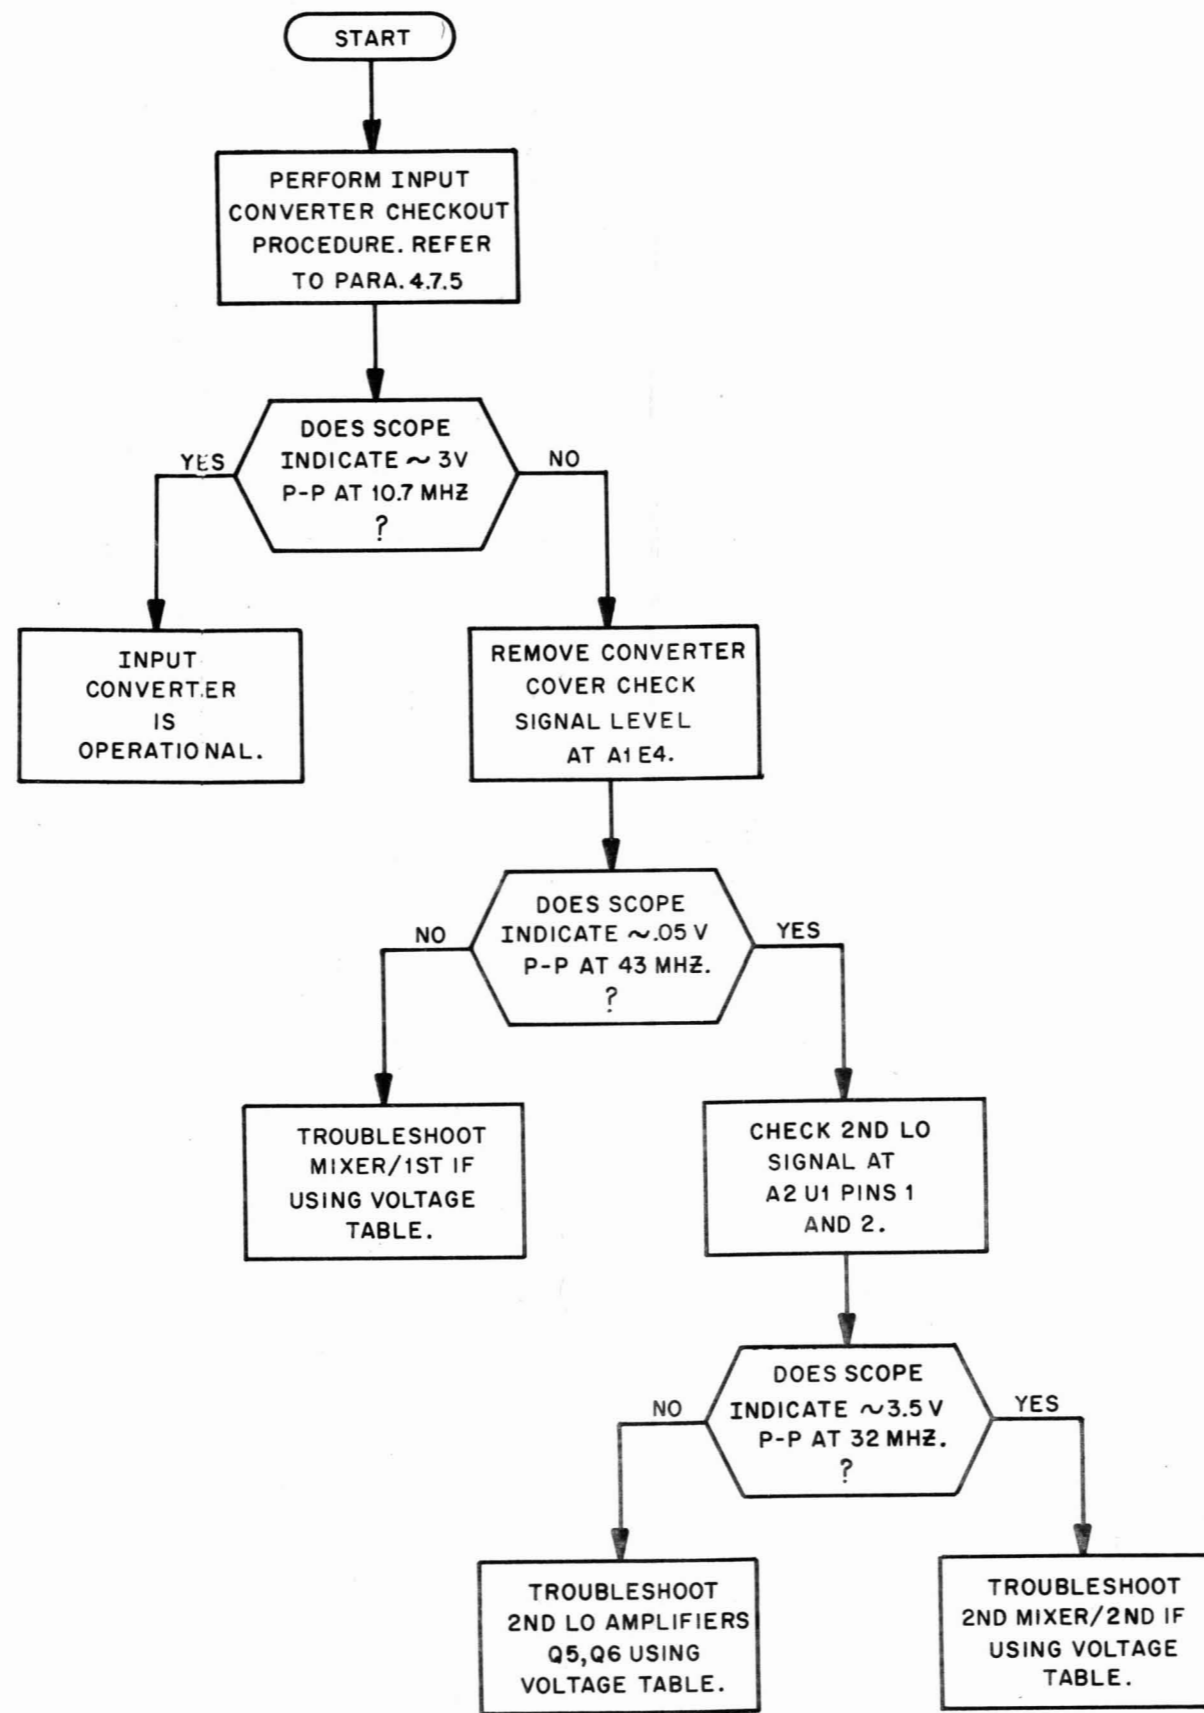 START
PERFORM INPUT
CONVERTER CHECKOUT
PROCEDURE. REFER
TO PARA. 4.7.5
DOES SCOPE
INDICATE ~ 3V
P-P AT 10.7 MHZ
?
YES
NO
INPUT
CONVERTER
IS
OPERATIONAL.
REMOVE CONVERTER
COVER CHECK
SIGNAL LEVEL
AT A1 E4.
DOES SCOPE
INDICATE ~.05 V
P-P AT 43 MHZ.
?
NO
YES
TROUBLESHOOT
MIXER/1ST IF
USING VOLTAGE
TABLE.
CHECK 2ND LO
SIGNAL AT
A2 U1 PINS 1
AND 2.
DOES SCOPE
INDICATE ~3.5 V
P-P AT 32 MHZ.
?
NO
YES
TROUBLESHOOT
2ND LO AMPLIFIERS
Q5,Q6 USING
VOLTAGE TABLE.
TROUBLESHOOT
2ND MIXER/2ND IF
USING VOLTAGE
TABLE.